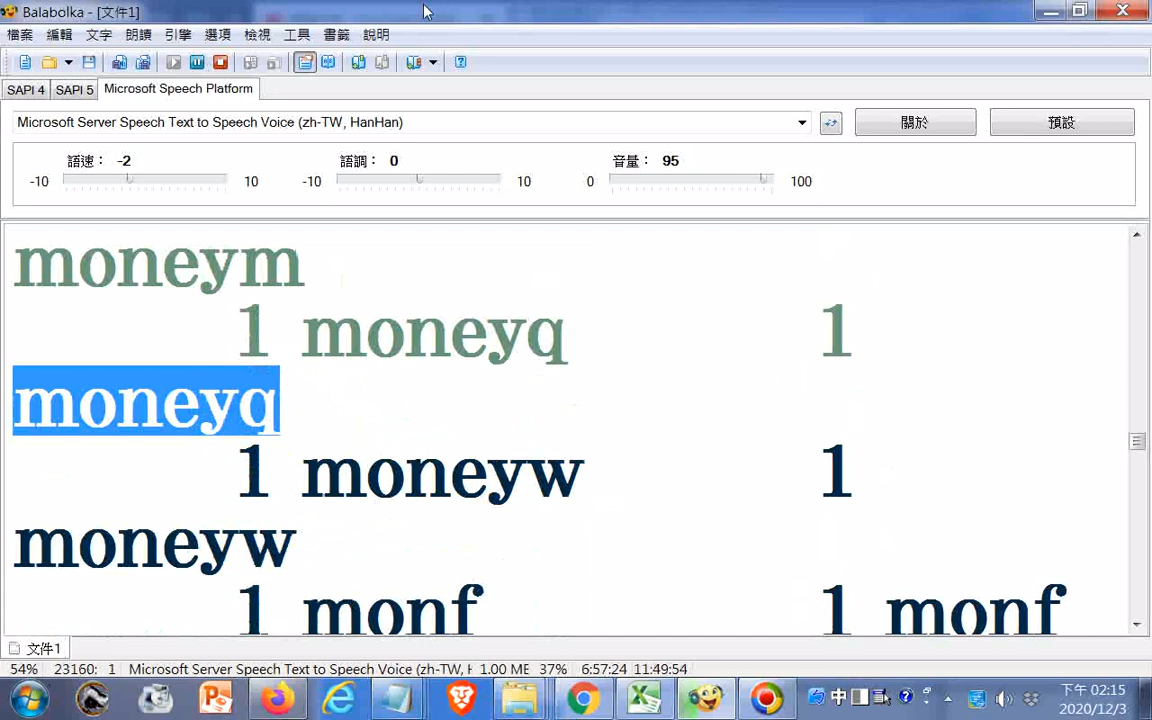 Balabolka - [文件1]
檔案 編輯 文字 朗讀 引擎 選項 檢視 工具 書籤 說明
SAPI 4 SAPI 5 Microsoft Speech Platform
Microsoft Server Speech Text to Speech Voice (zh-TW, HanHan) 關於 預設
語速： -2 語調： 0 音量： 95
-10 10 -10 10 0 100
moneym
1 moneyq 1
moneyq
1 moneyw 1
moneyw
1 monf 1 monf
文件1
54% 23160: 1 Microsoft Server Speech Text to Speech Voice (zh-TW, 1.00 ME 37% 6:57:24 11:49:54
中 下午 02:15
2020/12/3